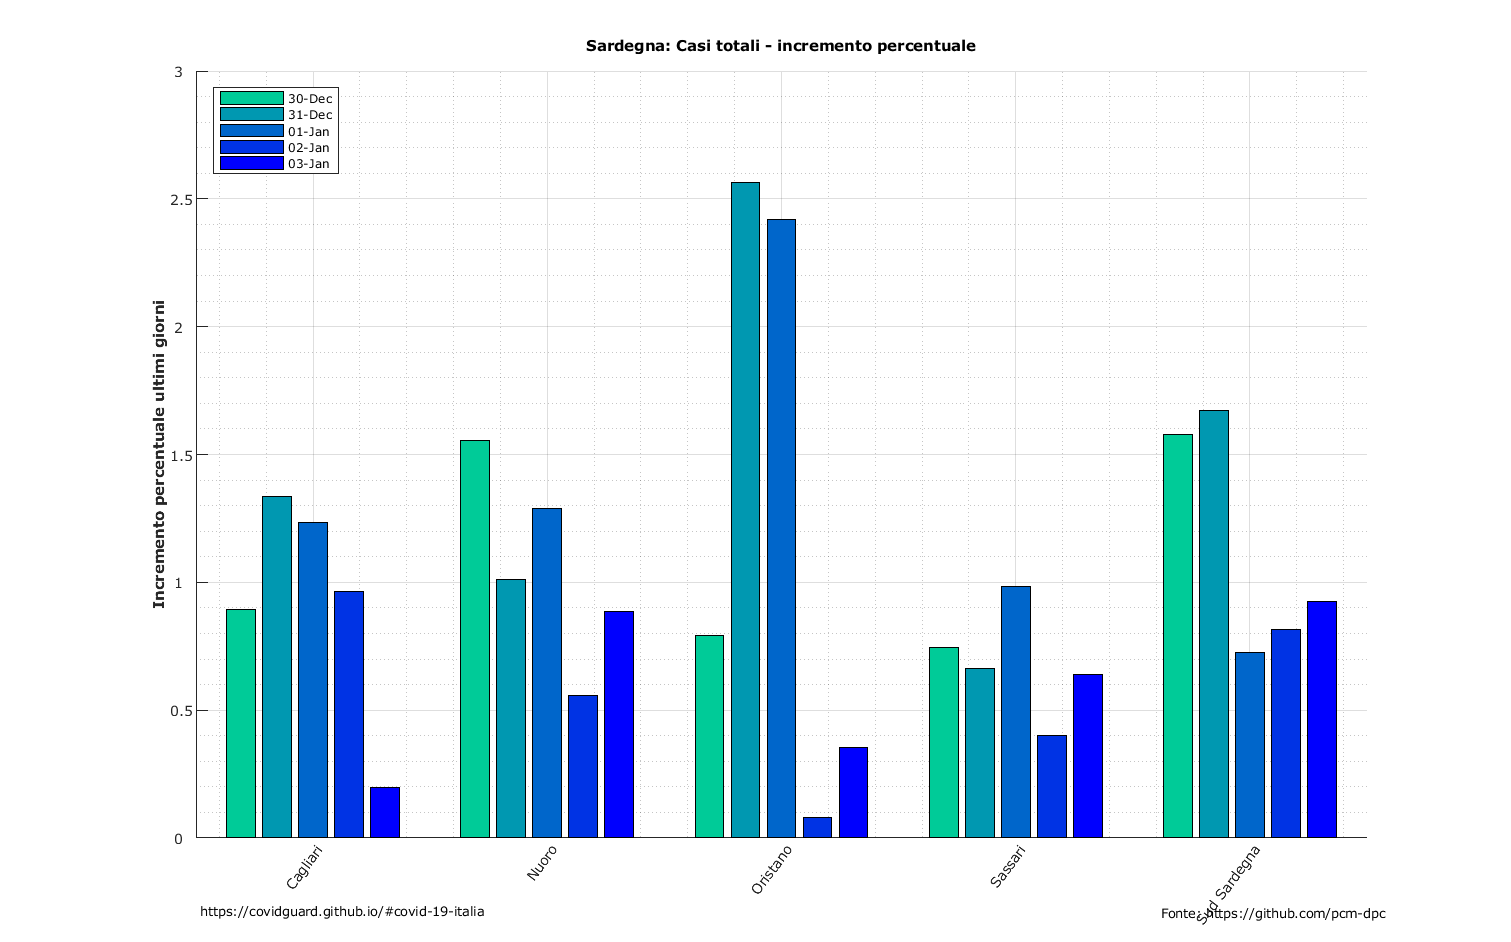 Sardegna: Casi totali - incremento percentuale
3
2.5
2
1.5
1
0.5
0
Incremento percentuale ultimi giorni
30-Dec
31-Dec
01-Jan
02-Jan
03-Jan
Cagliari
Nuoro
Oristano
Sassari
Sud Sardegna
https://covidguard.github.io/#covid-19-italia
Fonte: https://github.com/pcm-dpc